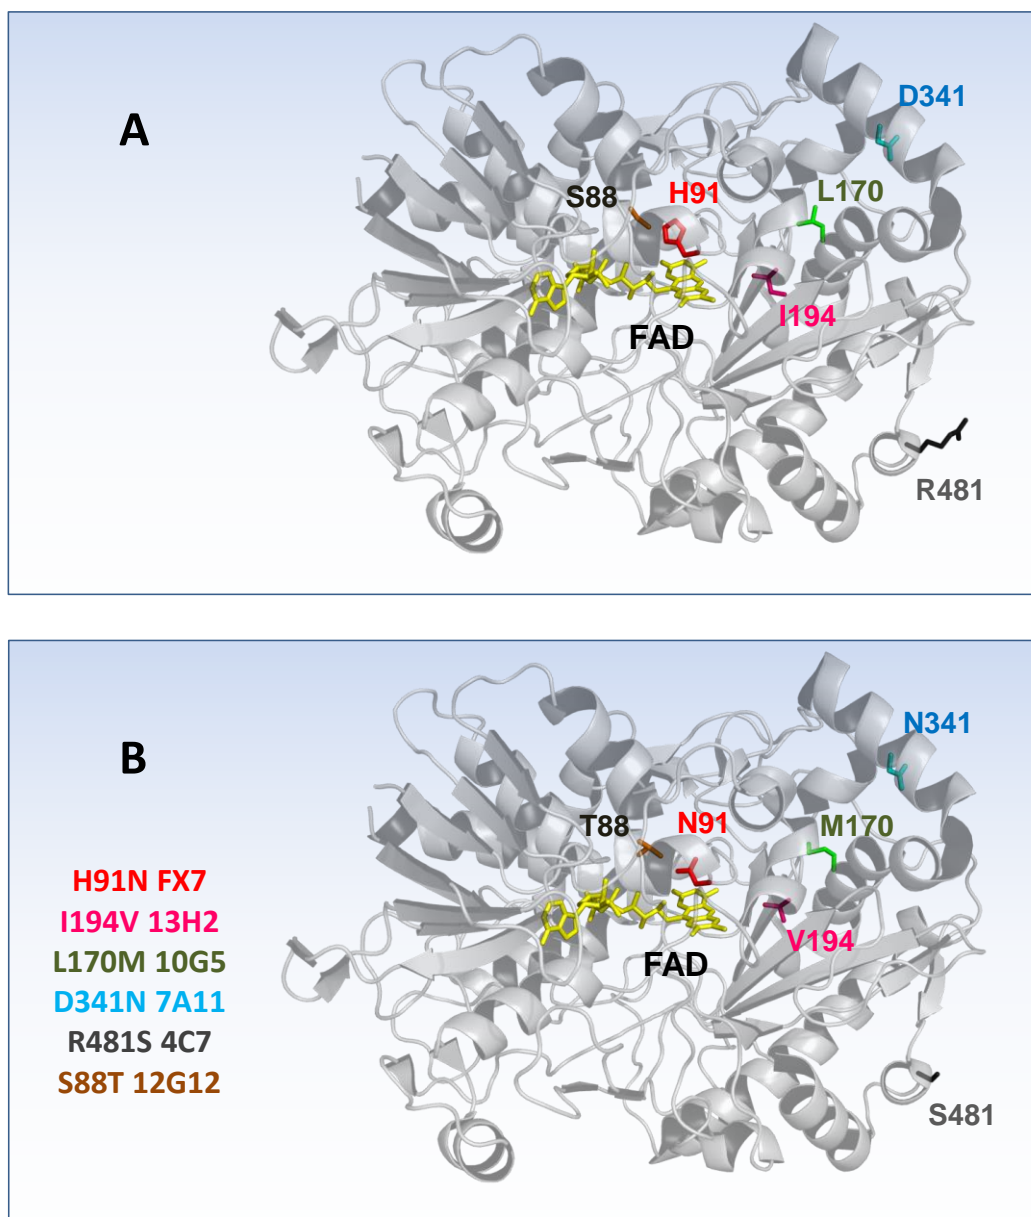 A
D341
L170
S88
H91
I194
FAD
R481
B
N341
T88
N91
M170
V194
FAD
S481
H91N FX7
I194V 13H2
L170M 10G5
D341N 7A11
R481S 4C7
S88T 12G12